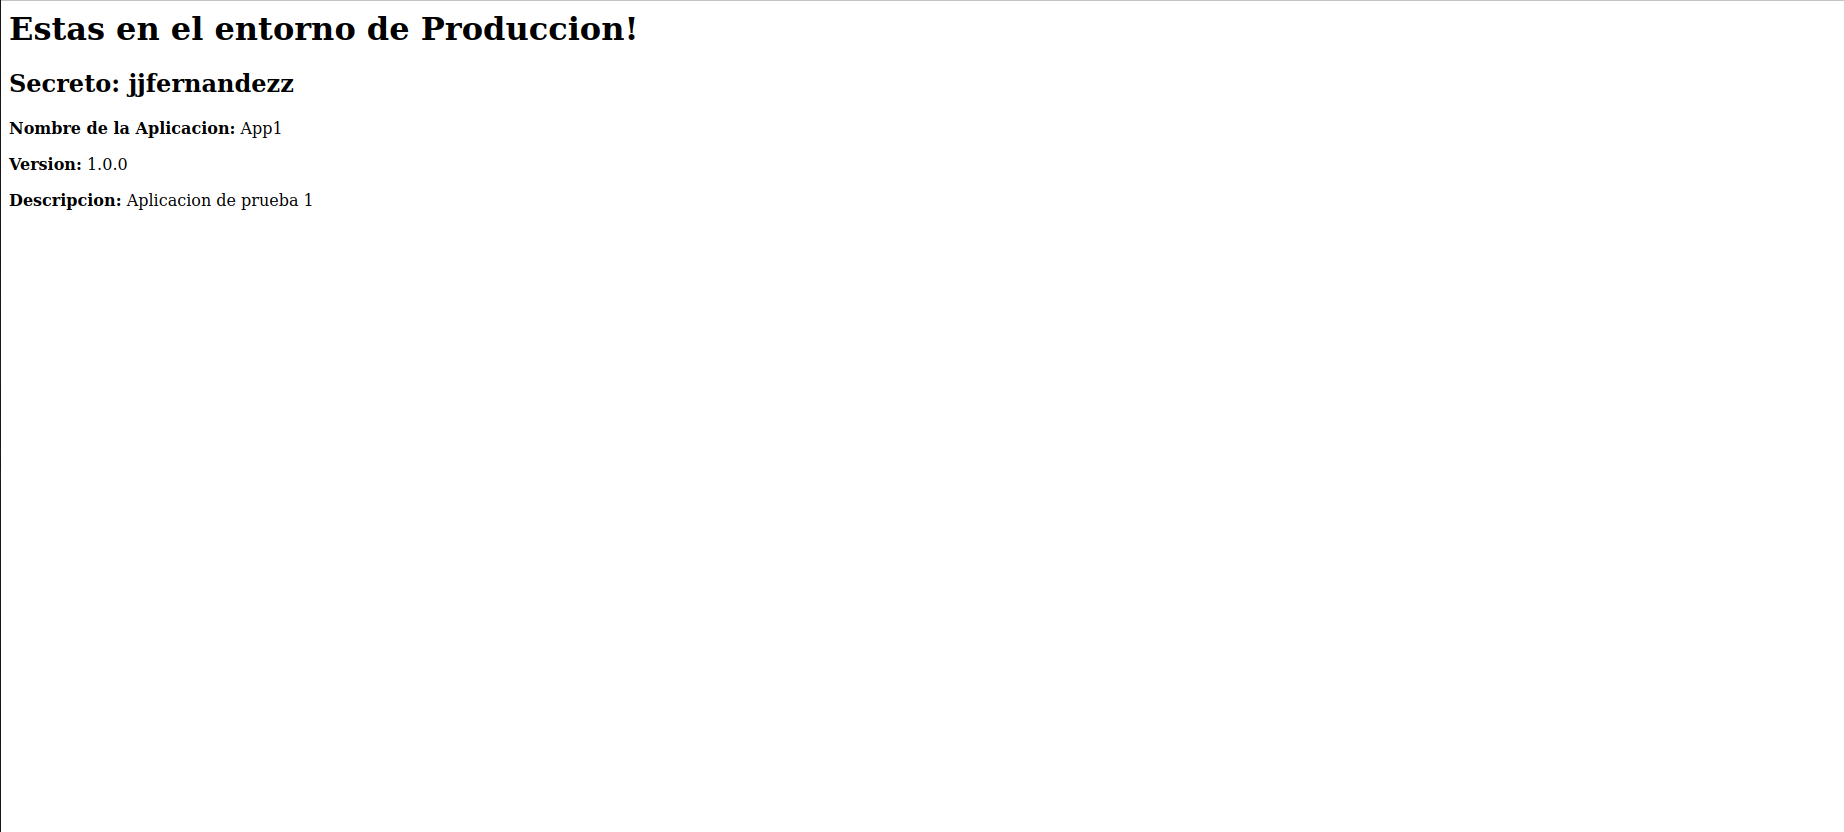 Estas en el entorno de Produccion!
Secreto: jjfernandezz
Nombre de la Aplicacion: App1
Version: 1.0.0
Descripcion: Aplicacion de prueba 1